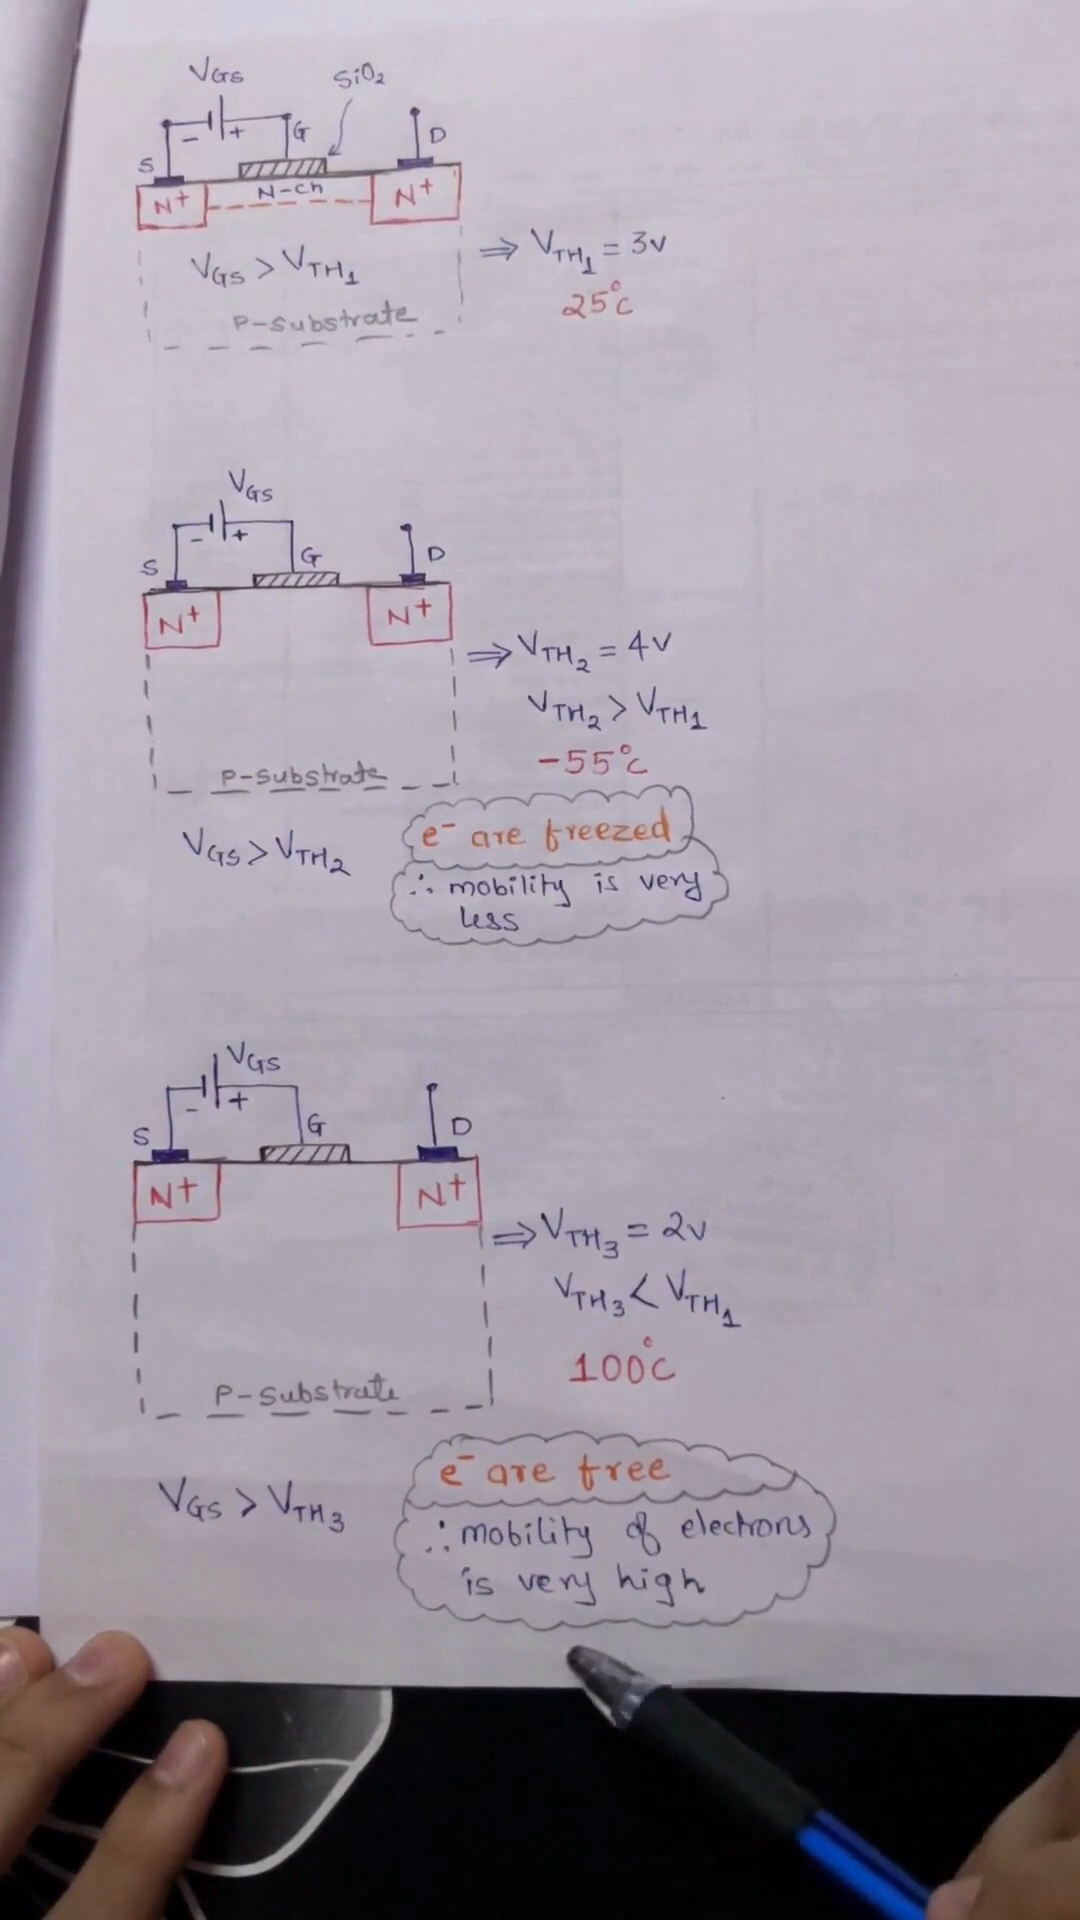 VGS
SiO2
G
D
S
- +
N+
N-Ch
N+
VGS > VTH1
⇒ VTH1 = 3v
25°c
P-Substrate
VGS
- +
S
G
D
N+
N+
⇒ VTH2 = 4v
VTH2 > VTH1
-55°c
P-Substrate
VGS > VTH2
e- are freezed
∴ mobility is very
less
VGS
- +
S
G
D
N+
N+
⇒ VTH3 = 2v
VTH3 < VTH1
100°c
P-Substrate
VGS > VTH3
e- are free
∴ mobility of electrons
is very high